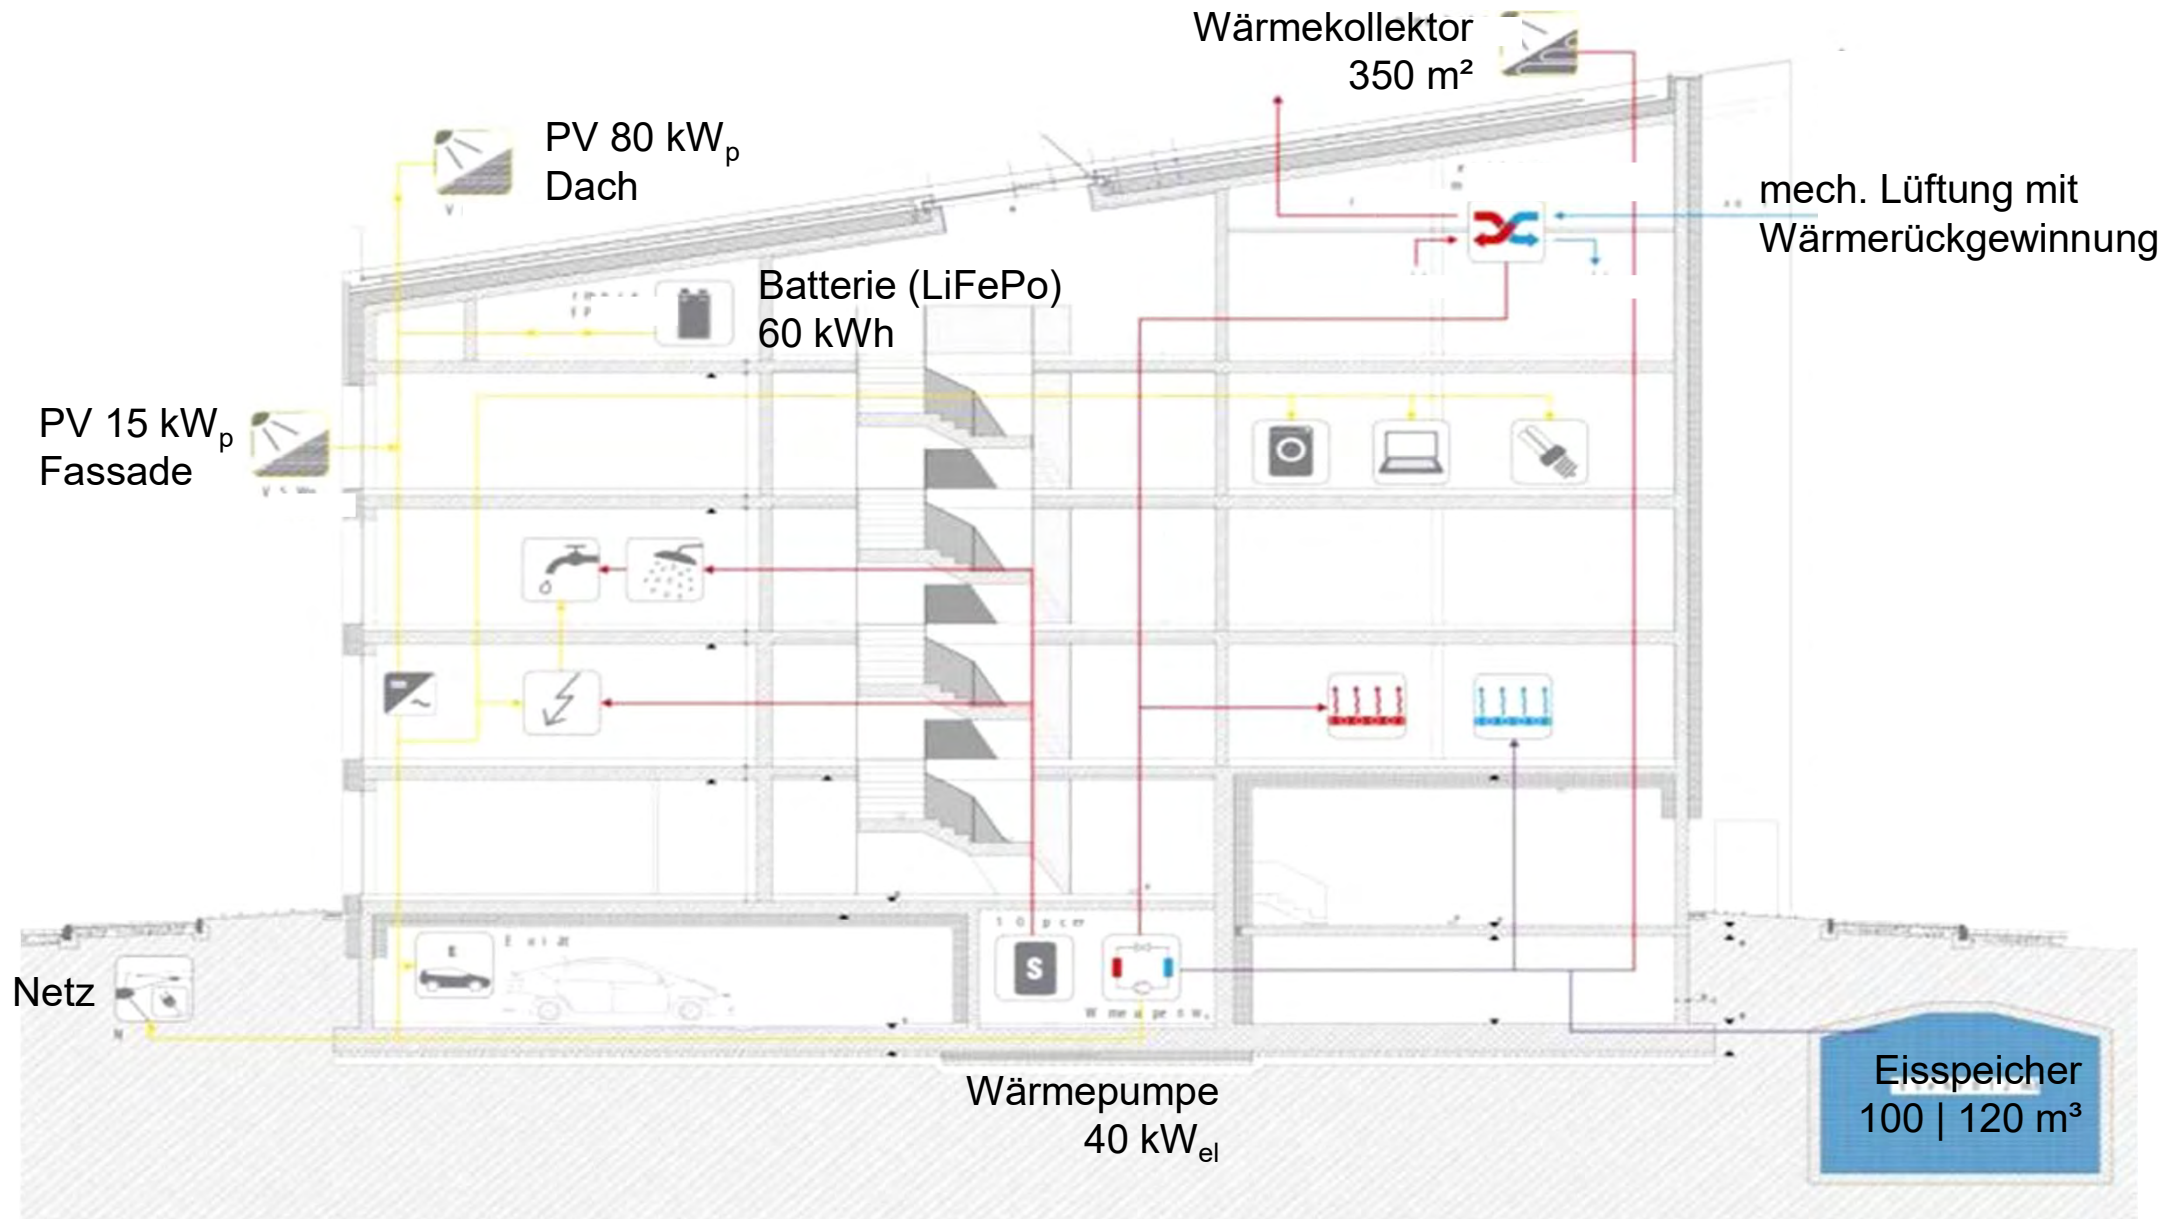 Wärmekollektor
350 m²
PV 80 kWp
Dach
mech. Lüftung mit
Wärmerückgewinnung
Batterie (LiFePo)
60 kWh
PV 15 kWp
Fassade
E
S
Netz
N
Wärmepumpe
40 kWel
Eisspeicher
100 | 120 m³